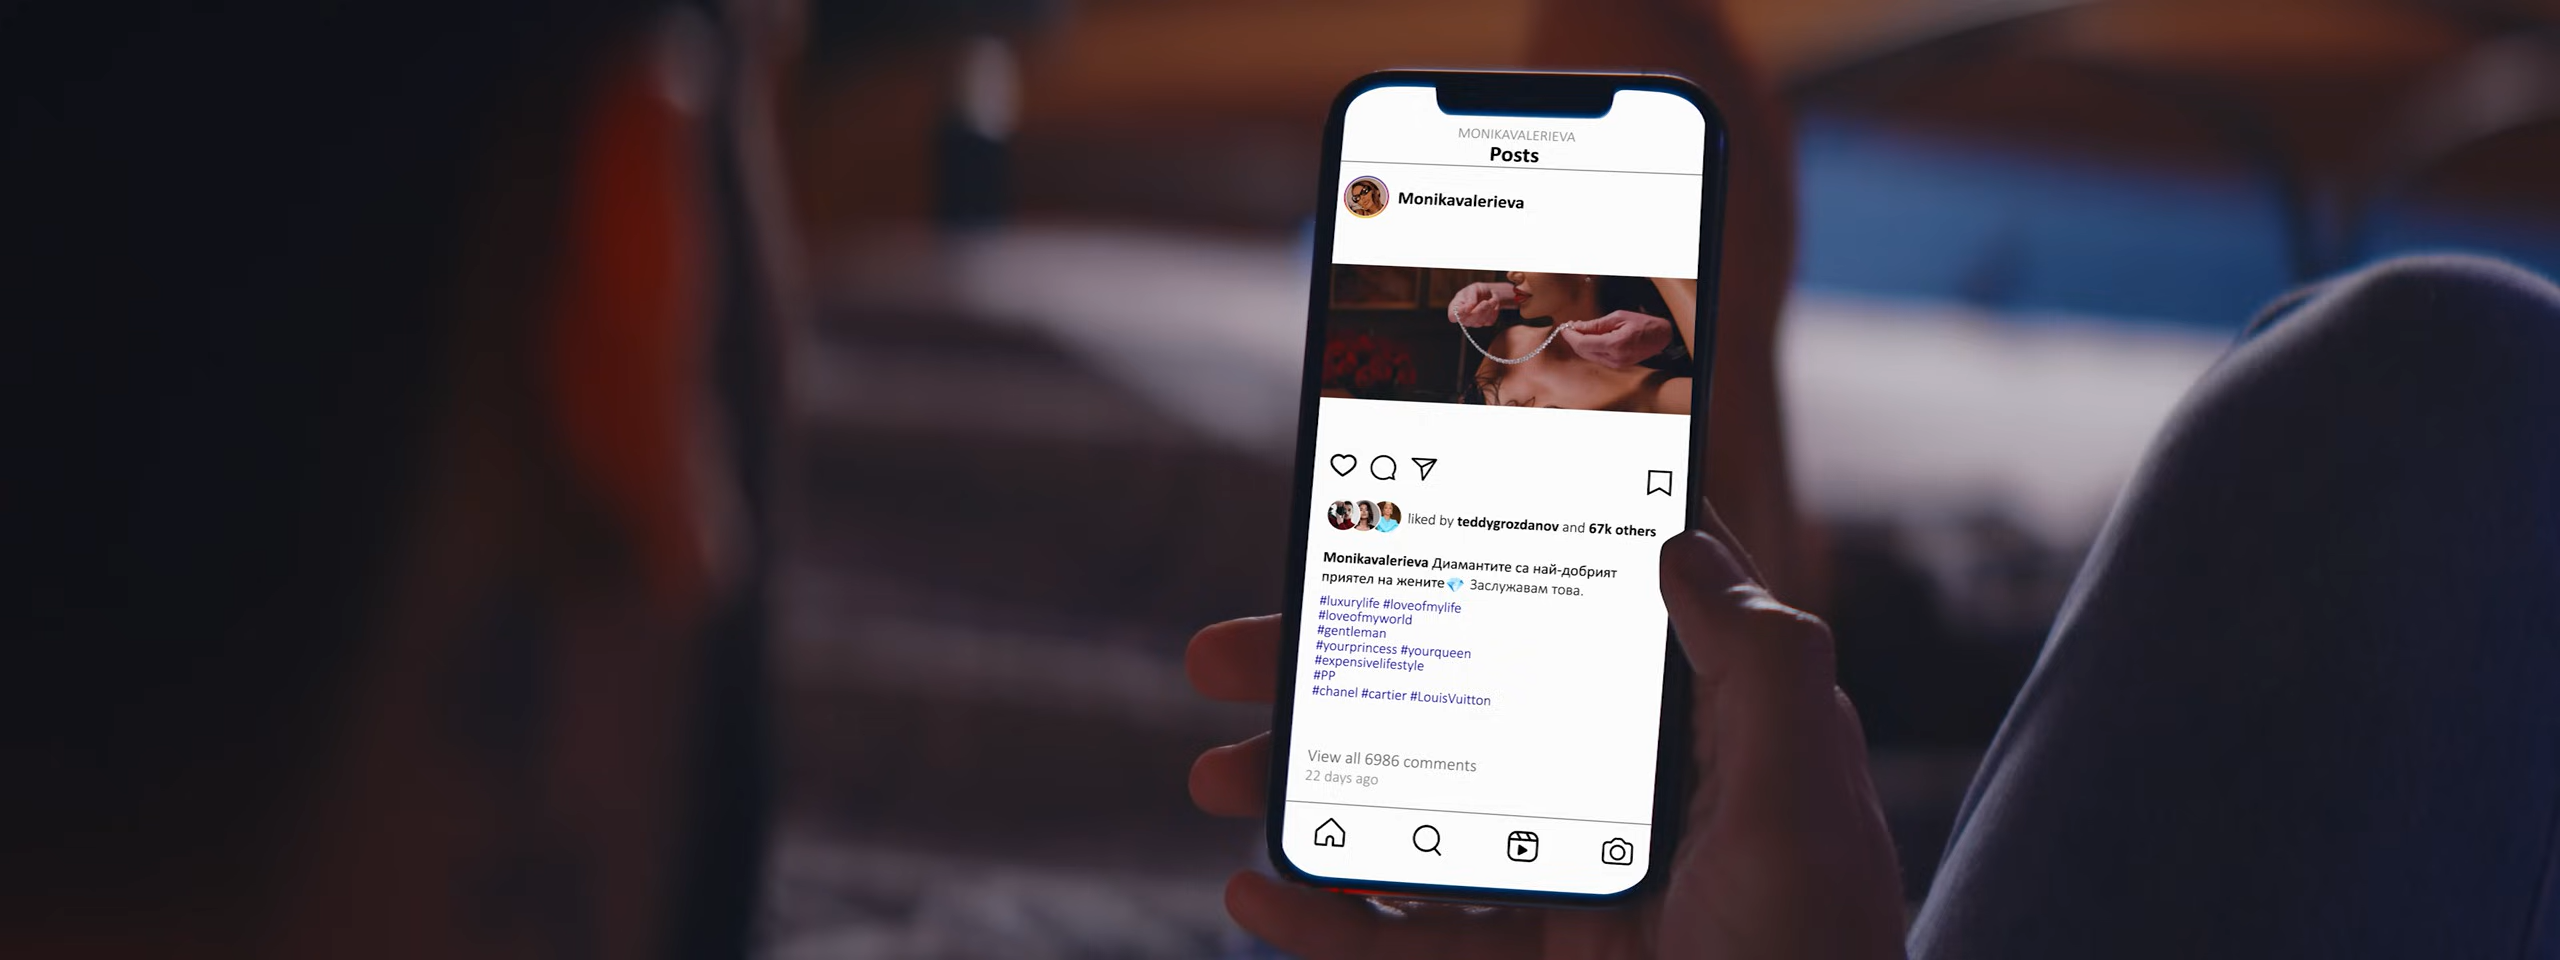 MONIKAVALERIEVA
Posts
Monikavalerieva
liked by teddygrozdanov and 67k others
Monikavalerieva Диамантите са най-добрият
приятел на жените💎 Заслужавам това.
#luxurylife #loveofmylife
#loveofmyworld
#gentleman
#yourprincess #yourqueen
#expensivelifestyle
#PP
#chanel #cartier #LouisVuitton
View all 6986 comments
22 days ago